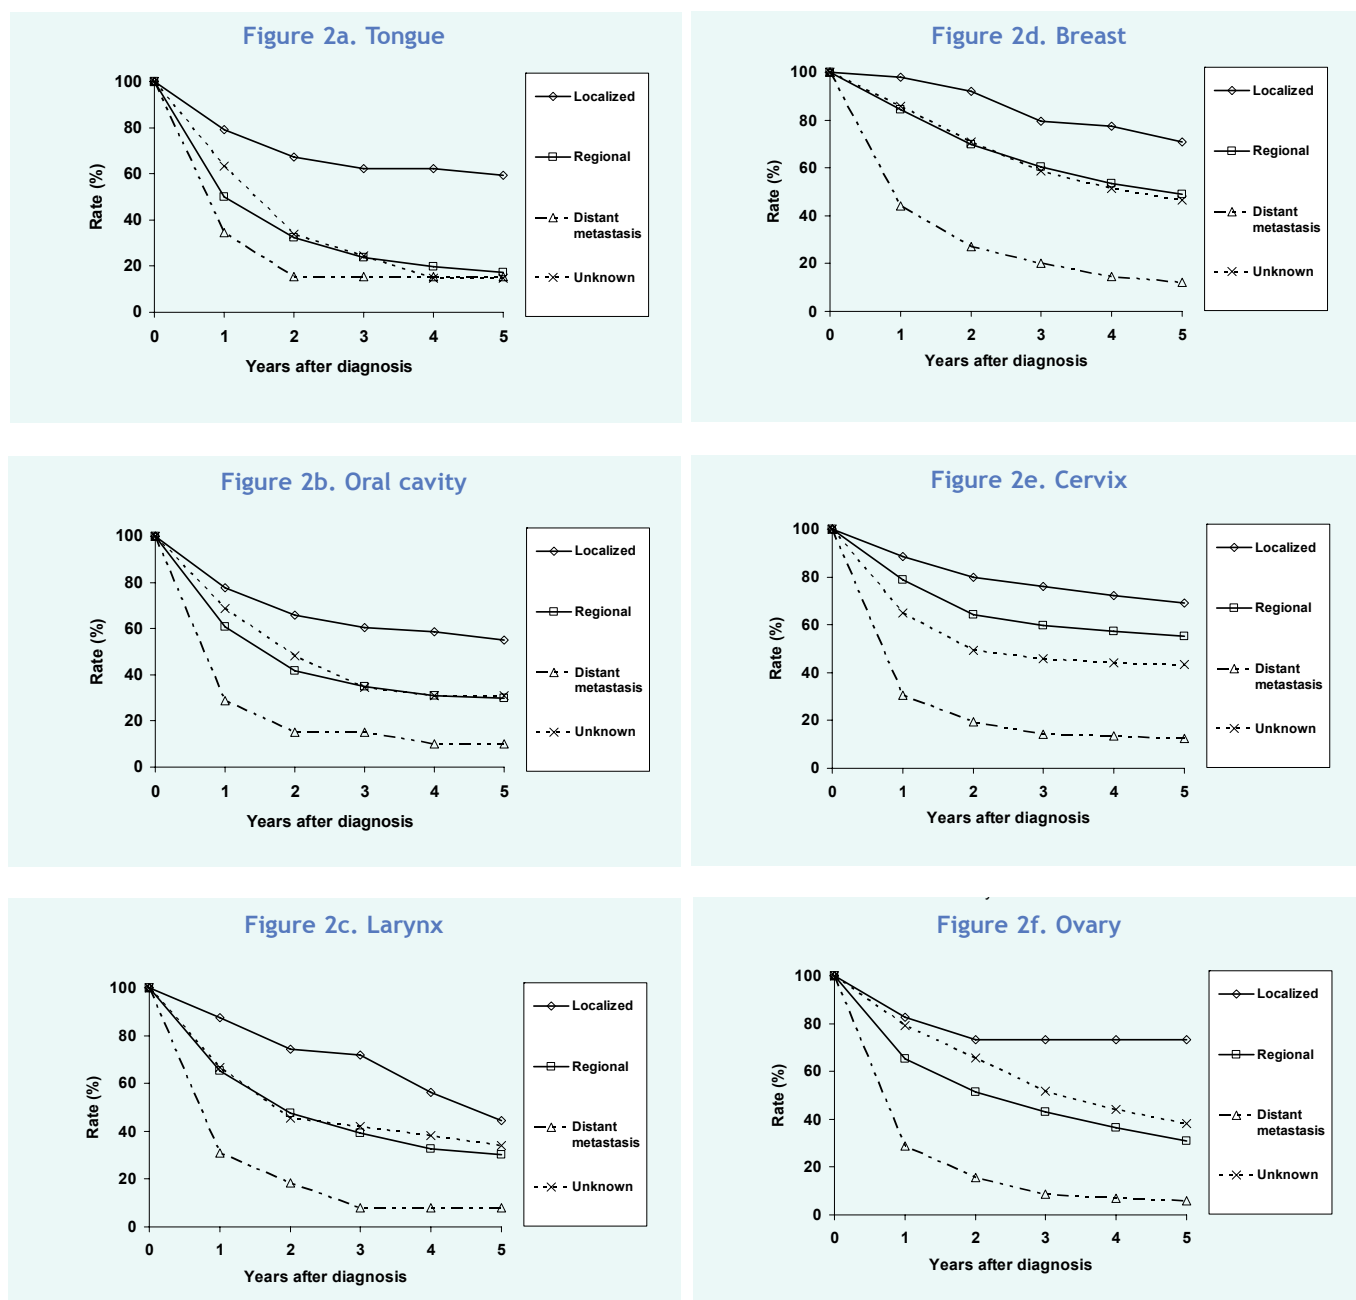 Figure 2a. Tongue
100
80
60
40
20
0
Rate (%)
0 1 2 3 4 5
Years after diagnosis
Localized
Regional
Distant
metastasis
Unknown
Figure 2d. Breast
100
80
60
40
20
0
Rate (%)
0 1 2 3 4 5
Years after diagnosis
Localized
Regional
Distant
metastasis
Unknown
Figure 2b. Oral cavity
100
80
60
40
20
0
Rate (%)
0 1 2 3 4 5
Years after diagnosis
Localized
Regional
Distant
metastasis
Unknown
Figure 2e. Cervix
100
80
60
40
20
0
Rate (%)
0 1 2 3 4 5
Years after diagnosis
Localized
Regional
Distant
metastasis
Unknown
Figure 2c. Larynx
100
80
60
40
20
0
Rate (%)
0 1 2 3 4 5
Years after diagnosis
Localized
Regional
Distant
metastasis
Unknown
Figure 2f. Ovary
100
80
60
40
20
0
Rate (%)
0 1 2 3 4 5
Years after diagnosis
Localized
Regional
Distant
metastasis
Unknown